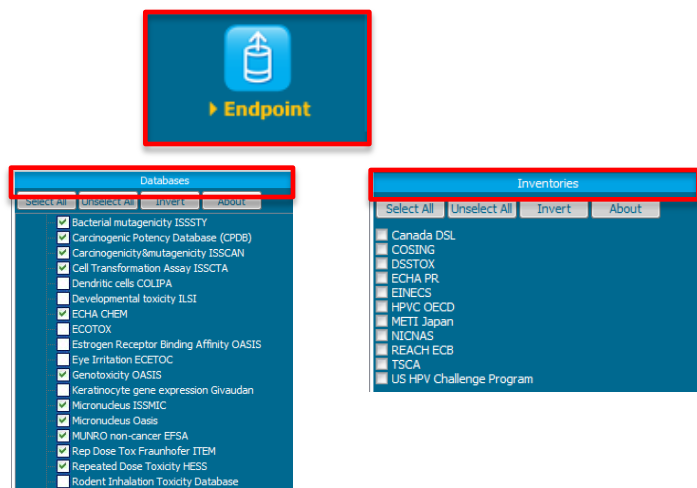 Endpoint
Databases
Select All Unselect All Invert About
Bacterial mutagenicity ISSSTY
Carcinogenic Potency Database (CPDB)
Carcinogenicity&mutagenicity ISSCAN
Cell Transformation Assay ISSCTA
Dendritic cells COLIPA
Developmental toxicity ILSI
ECHA CHEM
ECOTOX
Estrogen Receptor Binding Affinity OASIS
Eye Irritation ECETOC
Genotoxicity OASIS
Keratinocyte gene expression Givaudan
Micronucleus ISSMIC
Micronucleus Oasis
MUNRO non-cancer EFSA
Rep Dose Tox Fraunhofer ITEM
Repeated Dose Toxicity HESS
Rodent Inhalation Toxicity Database
Inventories
Select All Unselect All Invert About
Canada DSL
COSING
DSSTOX
ECHA PR
EINECS
HPVC OECD
METI Japan
NICNAS
REACH ECB
TSCA
US HPV Challenge Program